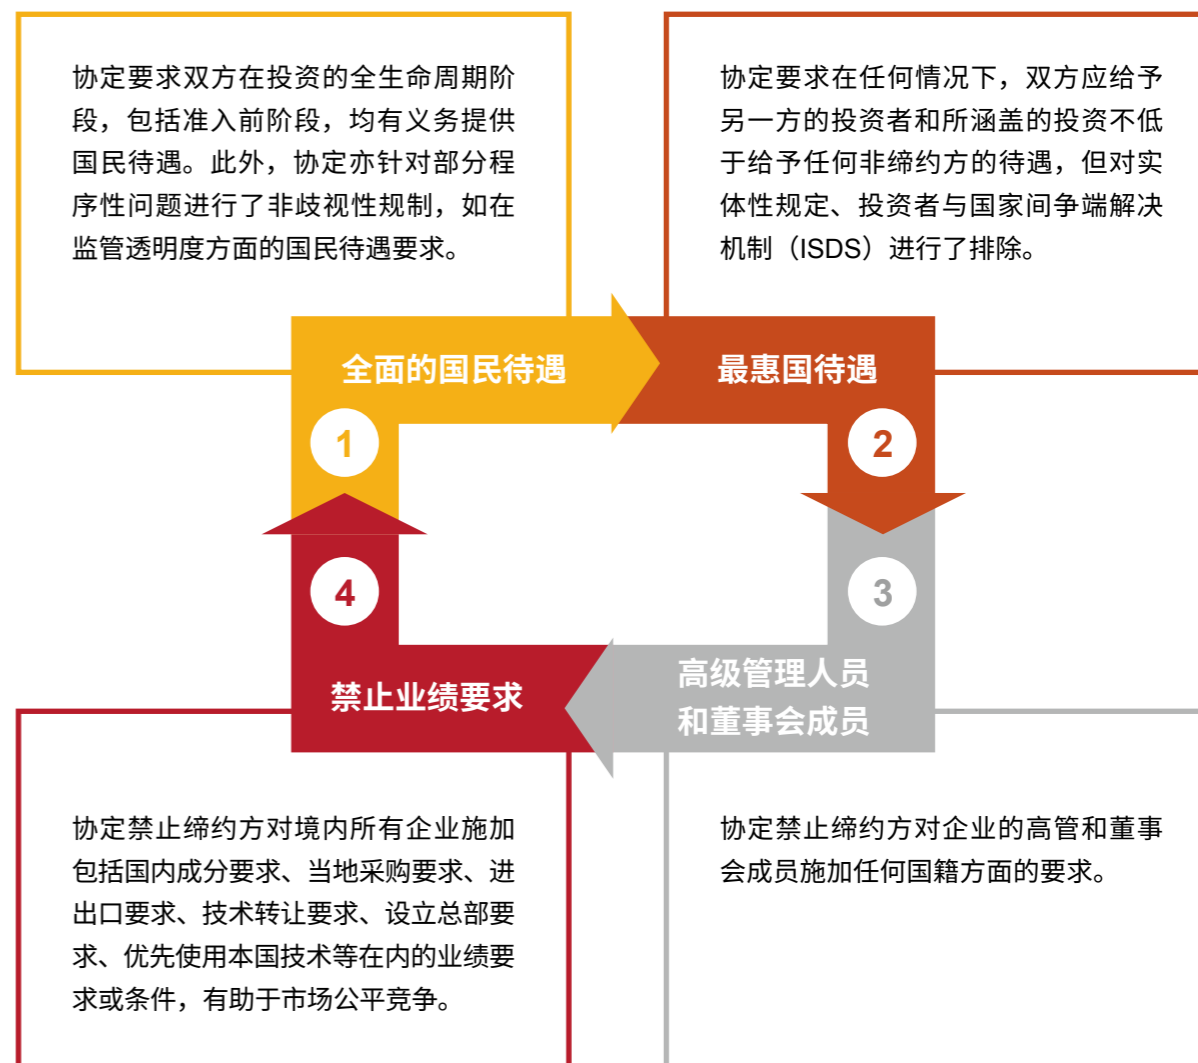 协定要求双方在投资的全生命周期阶
段，包括准入前阶段，均有义务提供
国民待遇。此外，协定亦针对部分程
序性问题进行了非歧视性规制，如在
监管透明度方面的国民待遇要求。
协定要求在任何情况下，双方应给予
另一方的投资者和所涵盖的投资不低
于给予任何非缔约方的待遇，但对实
体性规定、投资者与国家间争端解决
机制（ISDS）进行了排除。
全面的国民待遇
1
最惠国待遇
2
3
高级管理人员
和董事会成员
4
禁止业绩要求
协定禁止缔约方对境内所有企业施加
包括国内成分要求、当地采购要求、进
出口要求、技术转让要求、设立总部要
求、优先使用本国技术等在内的业绩要
求或条件，有助于市场公平竞争。
协定禁止缔约方对企业的高管和董事
会成员施加任何国籍方面的要求。